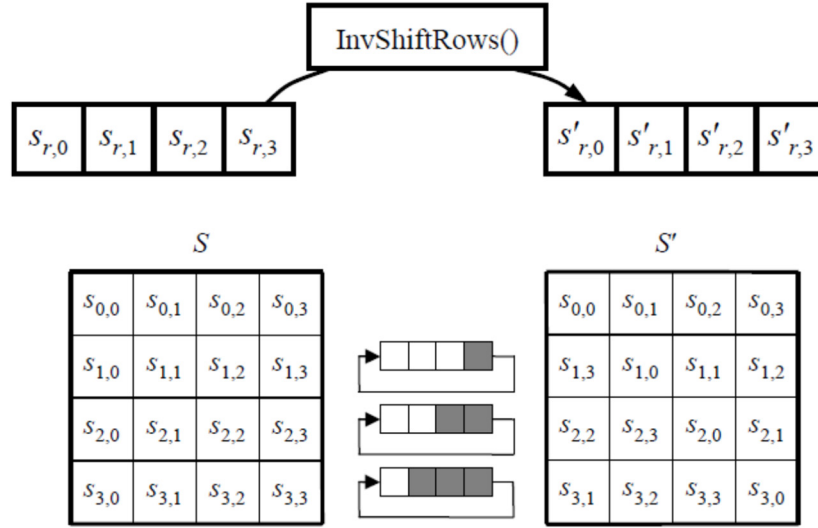 InvShiftRows()
s_{r,0} s_{r,1} s_{r,2} s_{r,3} s'_{r,0} s'_{r,1} s'_{r,2} s'_{r,3}
S S'
s_{0,0} s_{0,1} s_{0,2} s_{0,3} s_{0,0} s_{0,1} s_{0,2} s_{0,3}
s_{1,0} s_{1,1} s_{1,2} s_{1,3} s_{1,3} s_{1,0} s_{1,1} s_{1,2}
s_{2,0} s_{2,1} s_{2,2} s_{2,3} s_{2,2} s_{2,3} s_{2,0} s_{2,1}
s_{3,0} s_{3,1} s_{3,2} s_{3,3} s_{3,1} s_{3,2} s_{3,3} s_{3,0}